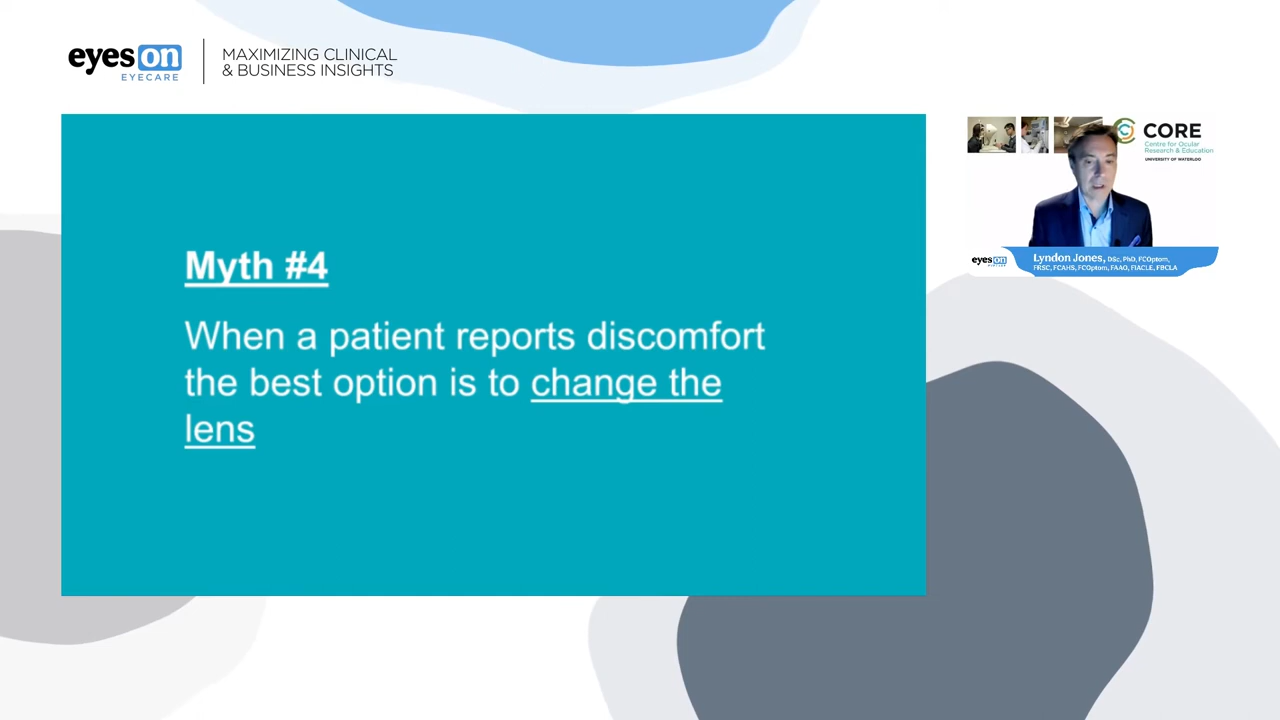 eyes on
EYECARE
MAXIMIZING CLINICAL
& BUSINESS INSIGHTS
Myth #4
When a patient reports discomfort
the best option is to change the
lens
CORE
Centre for Ocular
Research & Education
UNIVERSITY OF WATERLOO
eyes on
EYECARE
Lyndon Jones, DSc, PhD, FCOptom,
FRSC, FCAHS, FCOptom, FAAO, FIACLE, FBCLA